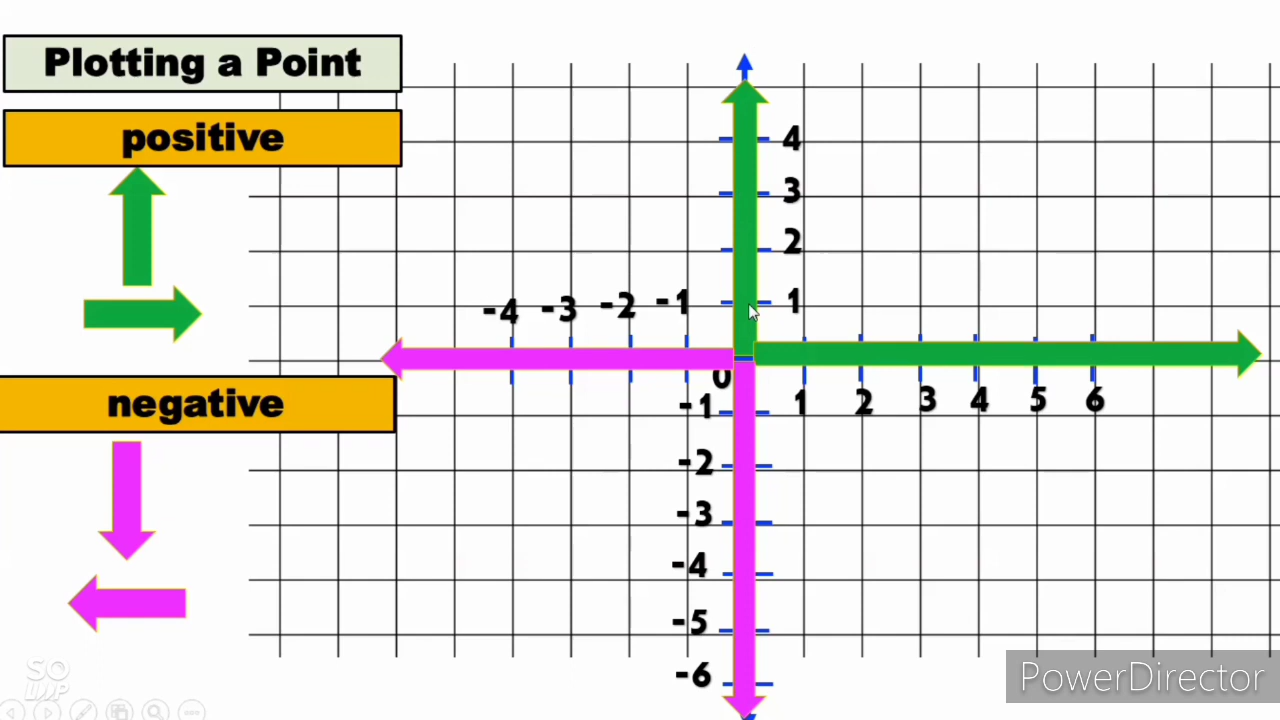 Plotting a Point
positive
negative
4
3
2
1
-4 -3 -2 -1
0
1 2 3 4 5 6
-1
-2
-3
-4
-5
-6
PowerDirector